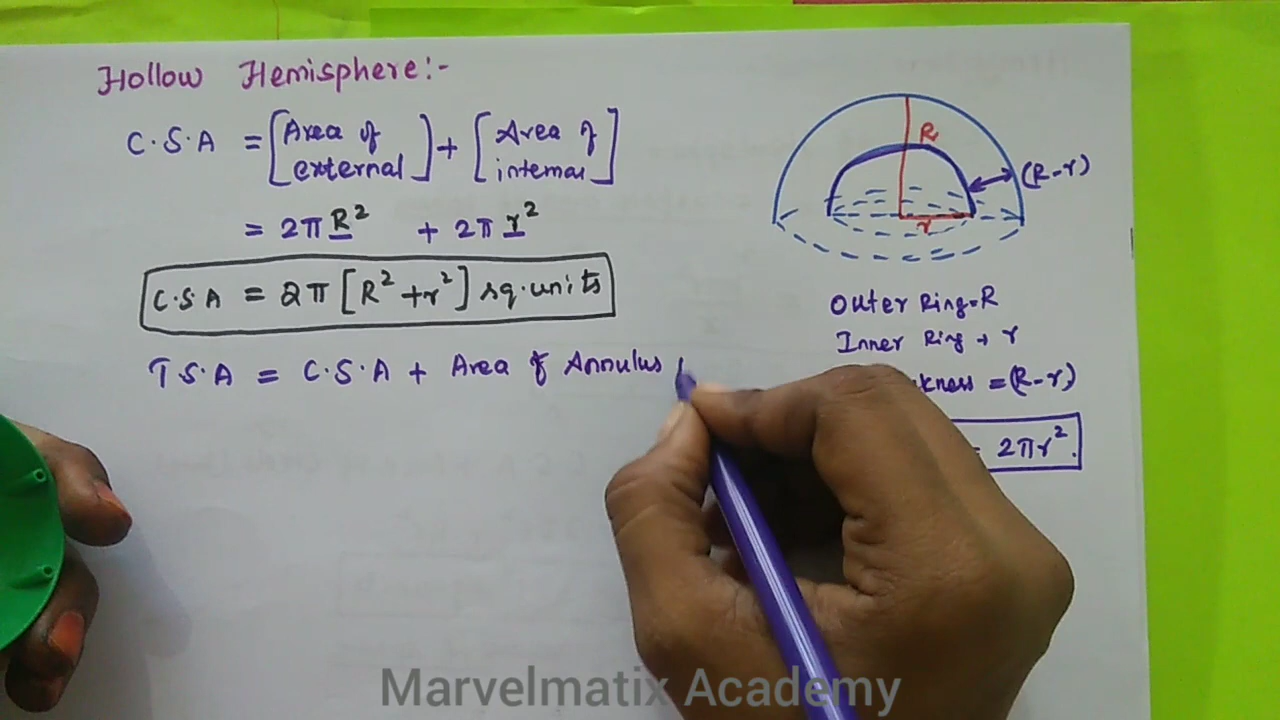 Hollow Hemisphere:-
C.S.A = [Area of external] + [Area of internal]
= 2π R² + 2π r²
C.S.A = 2π [R² + r²] sq.units
T.S.A = C.S.A + Area of Annulus
R
(R-r)
r
Outer Ring = R
Inner Ring → r
= (R-r)
= 2πr².
Marvelmatix Academy